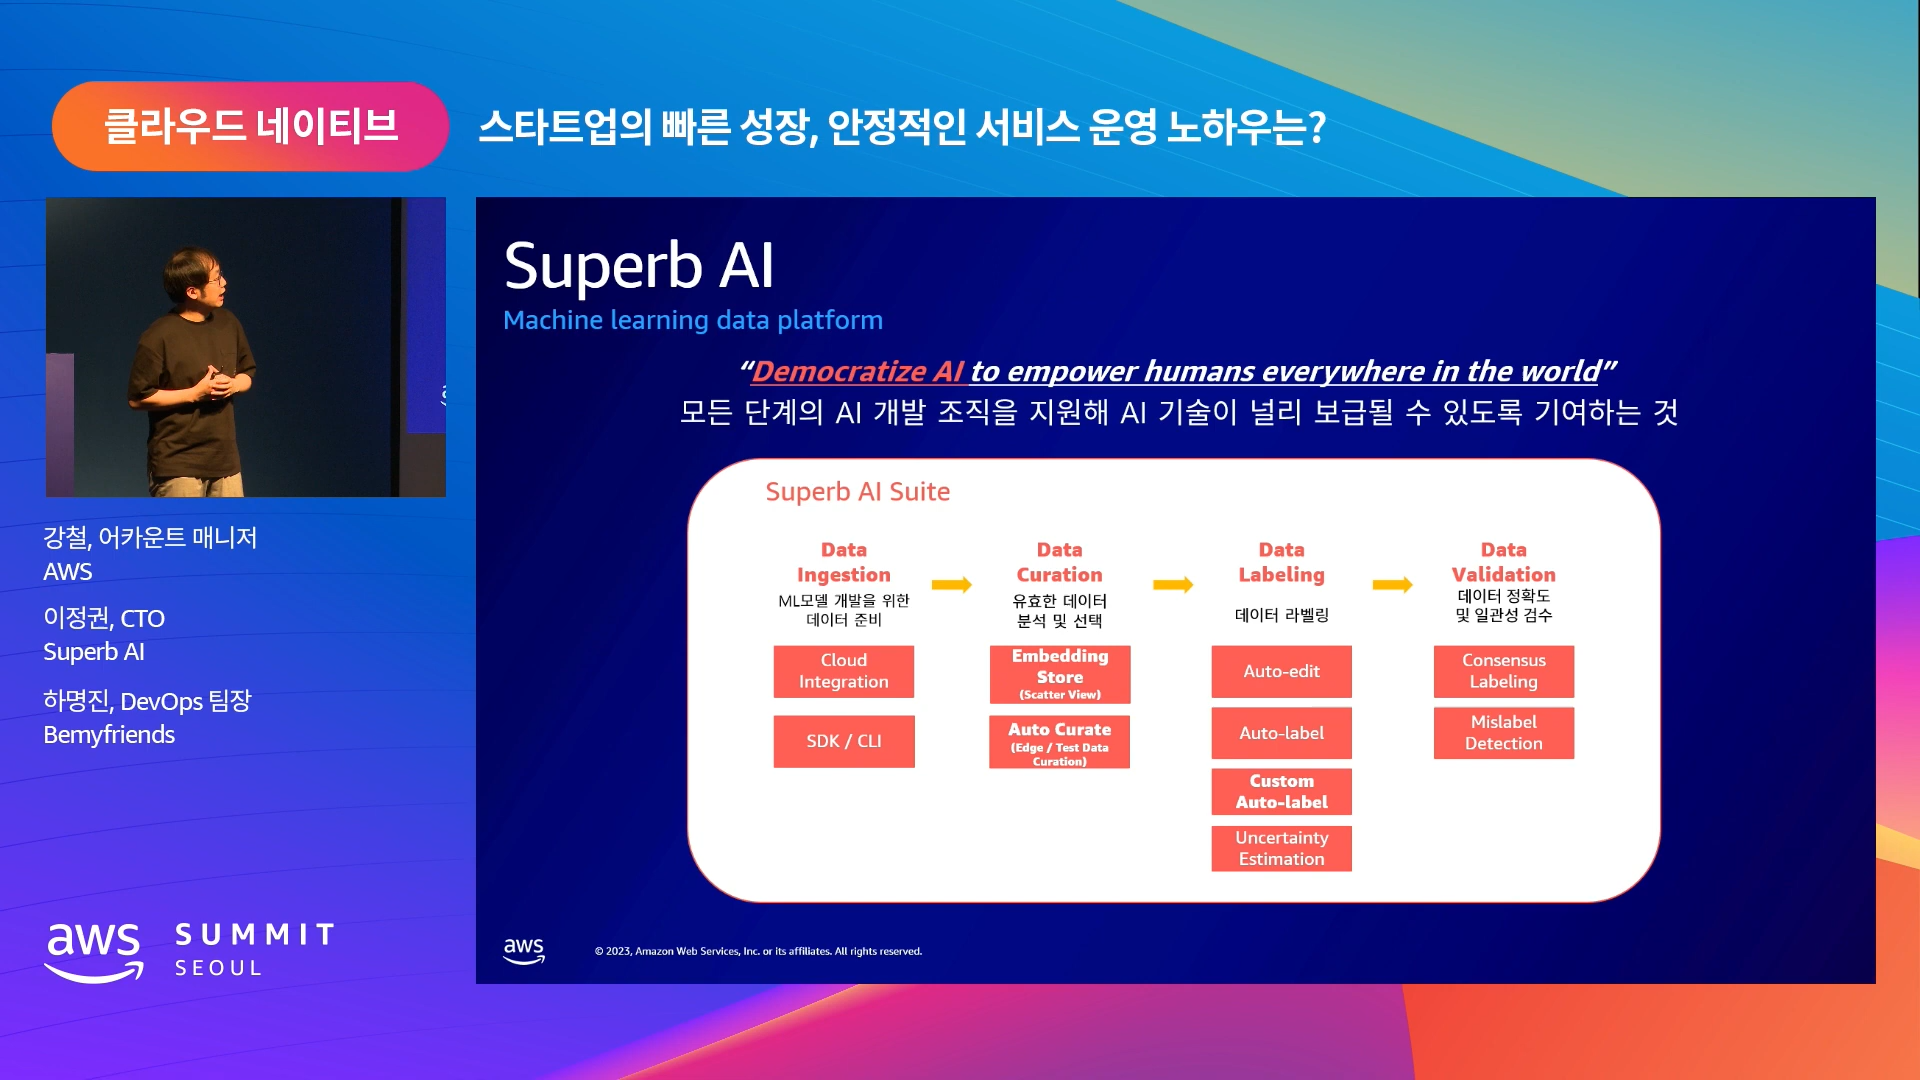 클라우드 네이티브
스타트업의 빠른 성장, 안정적인 서비스 운영 노하우는?
강철, 어카운트 매니저
AWS
이정권, CTO
Superb AI
하명진, DevOps 팀장
Bemyfriends
aws
SUMMIT
SEOUL
Superb AI
Machine learning data platform
“Democratize AI to empower humans everywhere in the world”
모든 단계의 AI 개발 조직을 지원해 AI 기술이 널리 보급될 수 있도록 기여하는 것
Superb AI Suite
Data
Ingestion
ML모델 개발을 위한
데이터 준비
Cloud
Integration
SDK / CLI
Data
Curation
유효한 데이터
분석 및 선택
Embedding
Store
(Scatter View)
Auto Curate
(Edge / Test Data
Curation)
Data
Labeling
데이터 라벨링
Auto-edit
Auto-label
Custom
Auto-label
Uncertainty
Estimation
Data
Validation
데이터 정확도
및 일관성 검수
Consensus
Labeling
Mislabel
Detection
aws
© 2023, Amazon Web Services, Inc. or its affiliates. All rights reserved.